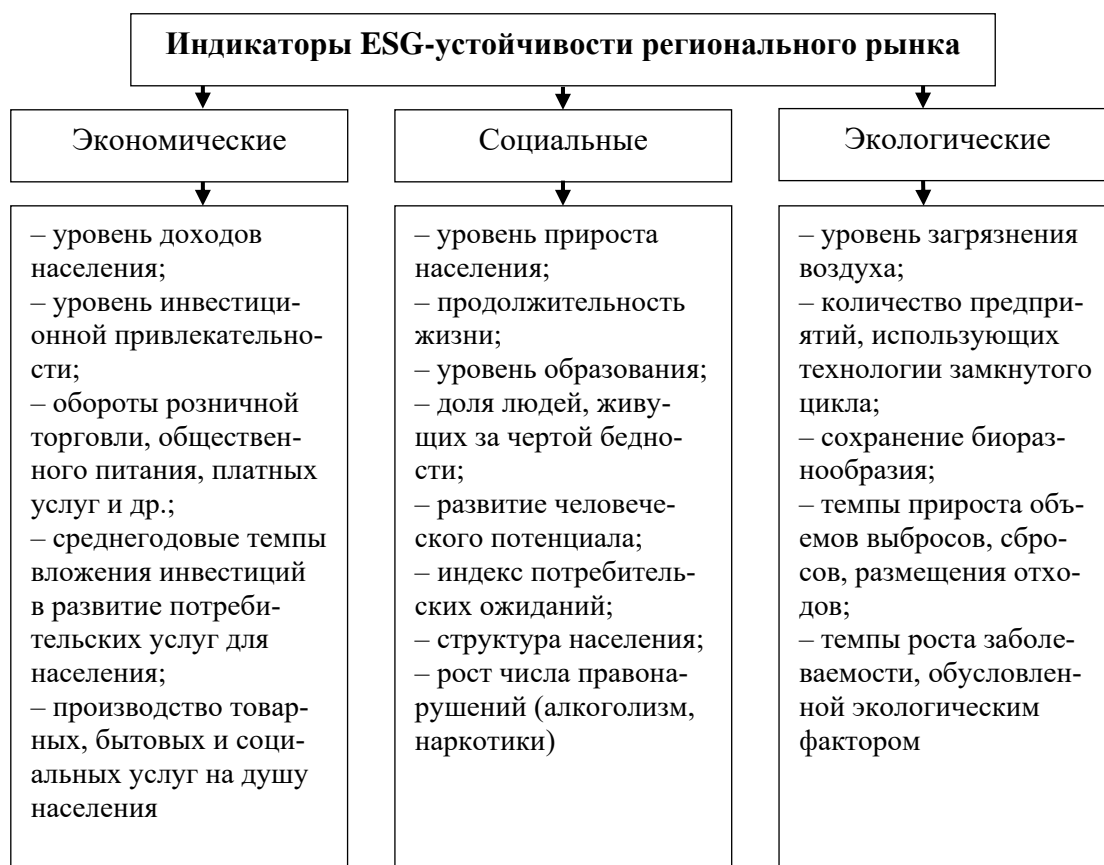 Индикаторы ESG-устойчивости регионального рынка
Экономические
– уровень доходов
населения;
– уровень инвестици-
онной привлекательно-
сти;
– обороты розничной
торговли, обществен-
ного питания, платных
услуг и др.;
– среднегодовые темпы
вложения инвестиций
в развитие потреби-
тельских услуг для
населения;
– производство товар-
ных, бытовых и соци-
альных услуг на душу
населения
Социальные
– уровень прироста
населения;
– продолжительность
жизни;
– уровень образования;
– доля людей, живу-
щих за чертой бедно-
сти;
– развитие человече-
ского потенциала;
– индекс потребитель-
ских ожиданий;
– структура населения;
– рост числа правона-
рушений (алкоголизм,
наркотики)
Экологические
– уровень загрязнения
воздуха;
– количество предпри-
ятий, использующих
технологии замкнутого
цикла;
– сохранение биораз-
нообразия;
– темпы прироста объ-
емов выбросов, сбро-
сов, размещения отхо-
дов;
– темпы роста заболе-
ваемости, обусловлен-
ной экологическим
фактором